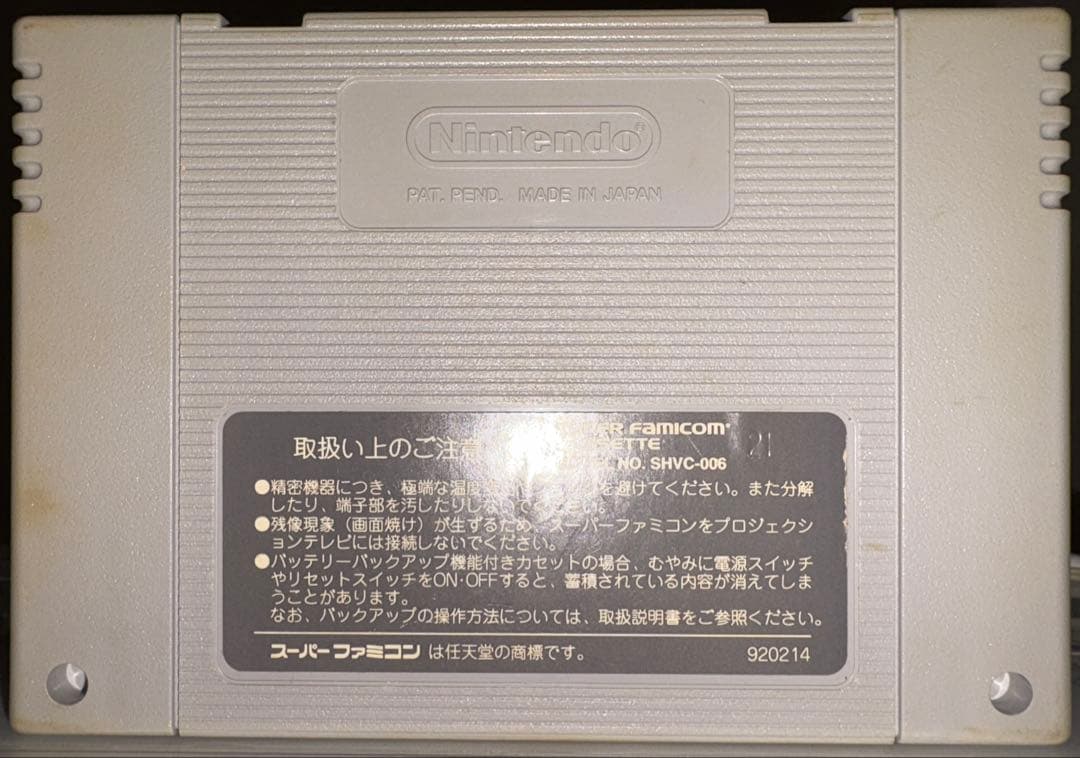 Nintendo®
PAT. PEND. MADE IN JAPAN
取扱い上のご注意
FAMICOM
NO. SHVC-006
21
●精密機器につき、極端な温度 を避けてください。また分解
したり、端子部を汚したりしないでください。
●残像現象（画面焼け）が生ずるため、スーパーファミコンをプロジェクシ
ョンテレビには接続しないでください。
●バッテリーバックアップ機能付きカセットの場合、むやみに電源スイッチ
やリセットスイッチをON・OFFすると、蓄積されている内容が消えてしま
うことがあります。
なお、バックアップの操作方法については、取扱説明書をご参照ください。
スーパーファミコン は任天堂の商標です。
920214